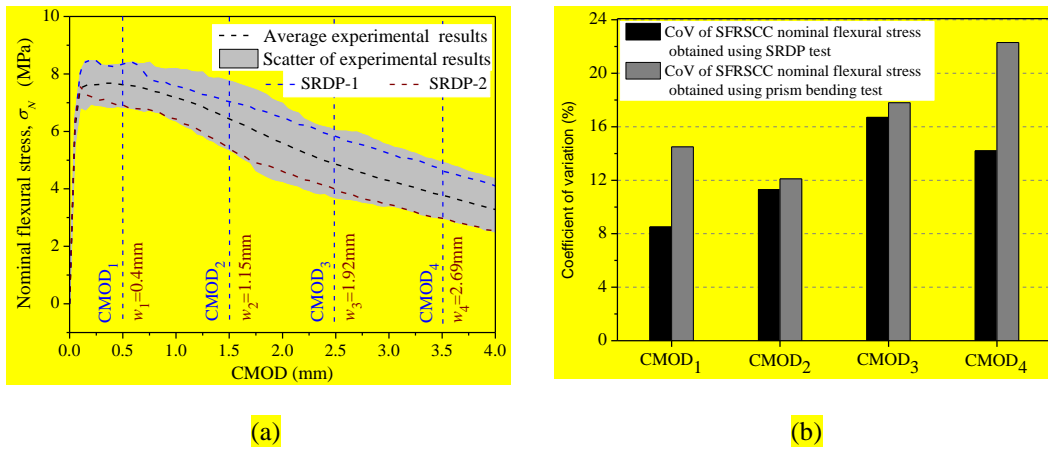 10
8
6
4
2
0
Nominal flexural stress, σN (MPa)
Average experimental results
Scatter of experimental results
SRDP-1
SRDP-2
CMOD1
w1=0.4mm
CMOD2
w2=1.15mm
CMOD3
w3=1.92mm
CMOD4
w4=2.69mm
0.0 0.5 1.0 1.5 2.0 2.5 3.0 3.5 4.0
CMOD (mm)
(a)
24
20
16
12
8
4
0
Coefficient of variation (%)
CoV of SFRSCC nominal flexural stress
obtained using SRDP test
CoV of SFRSCC nominal flexural stress
obtained using prism bending test
CMOD1 CMOD2 CMOD3 CMOD4
(b)